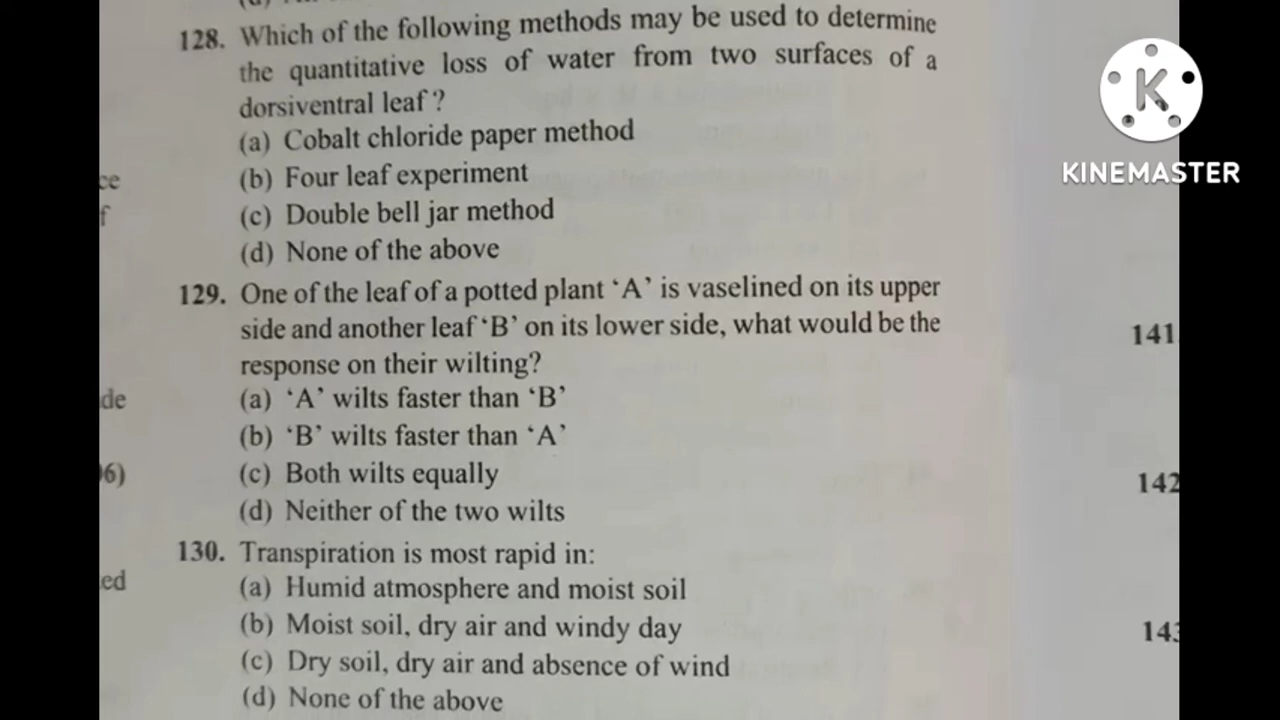 128. Which of the following methods may be used to determine
the quantitative loss of water from two surfaces of a
dorsiventral leaf ?
(a) Cobalt chloride paper method
(b) Four leaf experiment
(c) Double bell jar method
(d) None of the above
129. One of the leaf of a potted plant ‘A’ is vaselined on its upper
side and another leaf ‘B’ on its lower side, what would be the
response on their wilting?
(a) ‘A’ wilts faster than ‘B’
(b) ‘B’ wilts faster than ‘A’
(c) Both wilts equally
(d) Neither of the two wilts
130. Transpiration is most rapid in:
(a) Humid atmosphere and moist soil
(b) Moist soil, dry air and windy day
(c) Dry soil, dry air and absence of wind
(d) None of the above
ce
f
de
6)
ed
141.
142
143
K
KINEMASTER